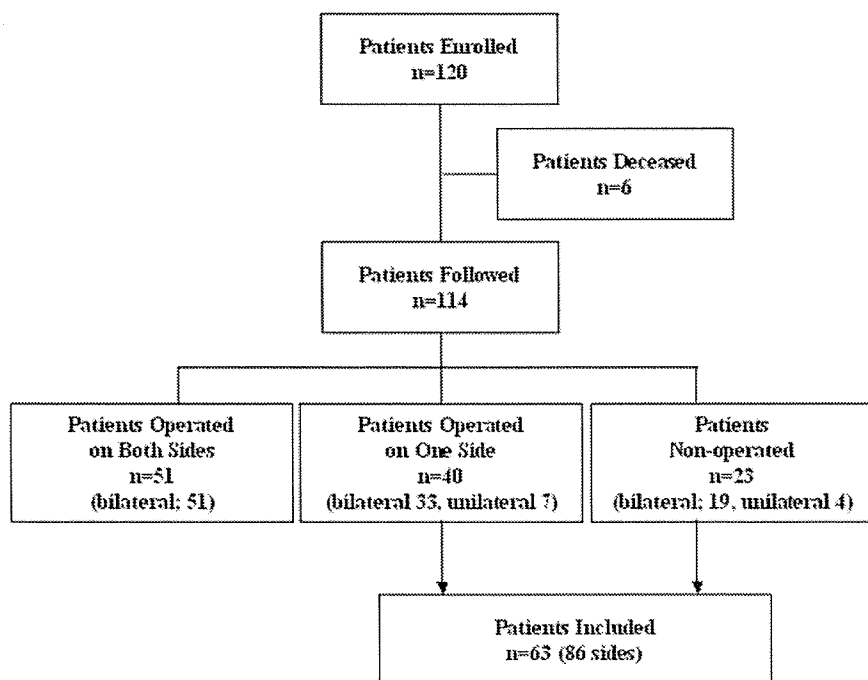 Patients Enrolled
n=120
Patients Deceased
n=6
Patients Followed
n=114
Patients Operated
on Both Sides
n=51
(bilateral; 51)
Patients Operated
on One Side
n=40
(bilateral 33, unilateral 7)
Patients
Non-operated
n=23
(bilateral; 19, unilateral 4)
Patients Included
n=63 (86 sides)